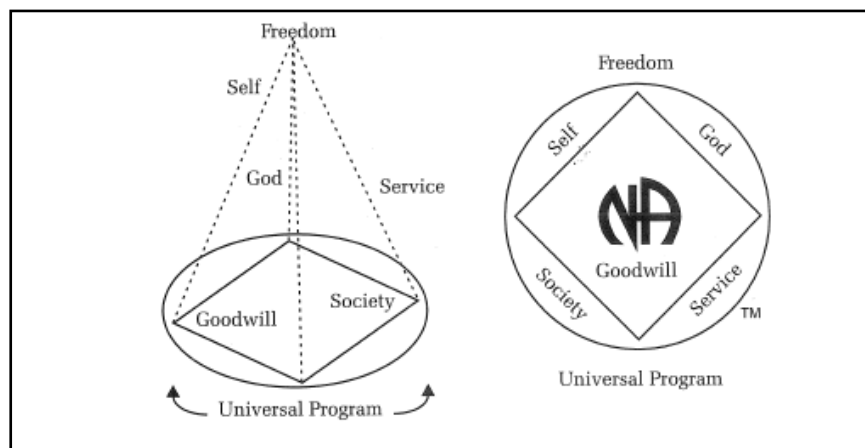 Freedom
Self
God
Service
Society
Goodwill
Universal Program
Freedom
Self
God
NA
Goodwill
Society
Service
TM
Universal Program